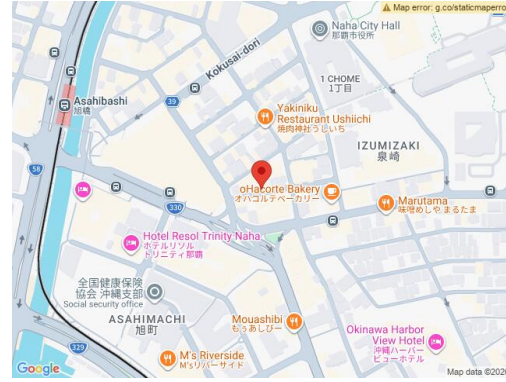 Map error: g.co/staticmaperro
Naha City Hall
那覇市役所
Kokusai-dori
1 CHOME
1丁目
Asahibashi
旭橋
39
Yakiniku
Restaurant Ushiichi
焼肉神社うしいち
IZUMIZAKI
泉崎
58
oHacorte Bakery
オハコルテベーカリー
Marutama
味噌めしや まるたま
330
Hotel Resol Trinity Naha
ホテルリソル
トリニティ那覇
全国健康保険
協会 沖縄支部
Social security office
ASAHIMACHI
旭町
Mouashibi
もぅあしびー
Okinawa Harbor
View Hotel
沖縄ハーバー
ビューホテル
329
M's Riverside
M'sリバーサイド
Google
Map data ©2026